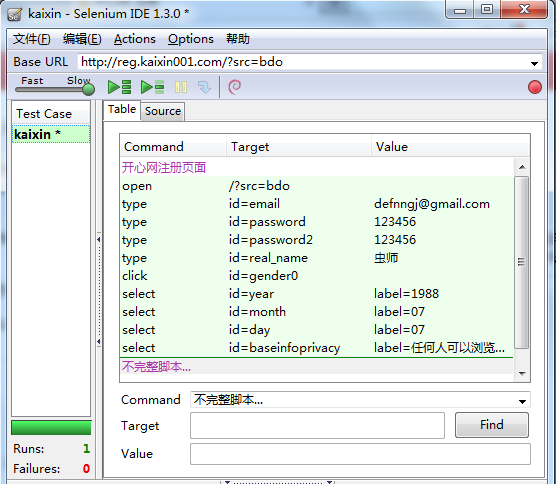 kaixin - Selenium IDE 1.3.0 *
文件(F) 编辑(E) Actions Options 帮助
Base URL http://reg.kaixin001.com/?src=bdo
Fast Slow
Test Case
kaixin *
Table Source
Command Target Value
开心网注册页面
open /?src=bdo
type id=email defnngj@gmail.com
type id=password 123456
type id=password2 123456
type id=real_name 虫师
click id=gender0
select id=year label=1988
select id=month label=07
select id=day label=07
select id=baseinfoprivacy label=任何人可以浏览...
不完整脚本...
Command 不完整脚本...
Target Find
Value
Runs: 1
Failures: 0